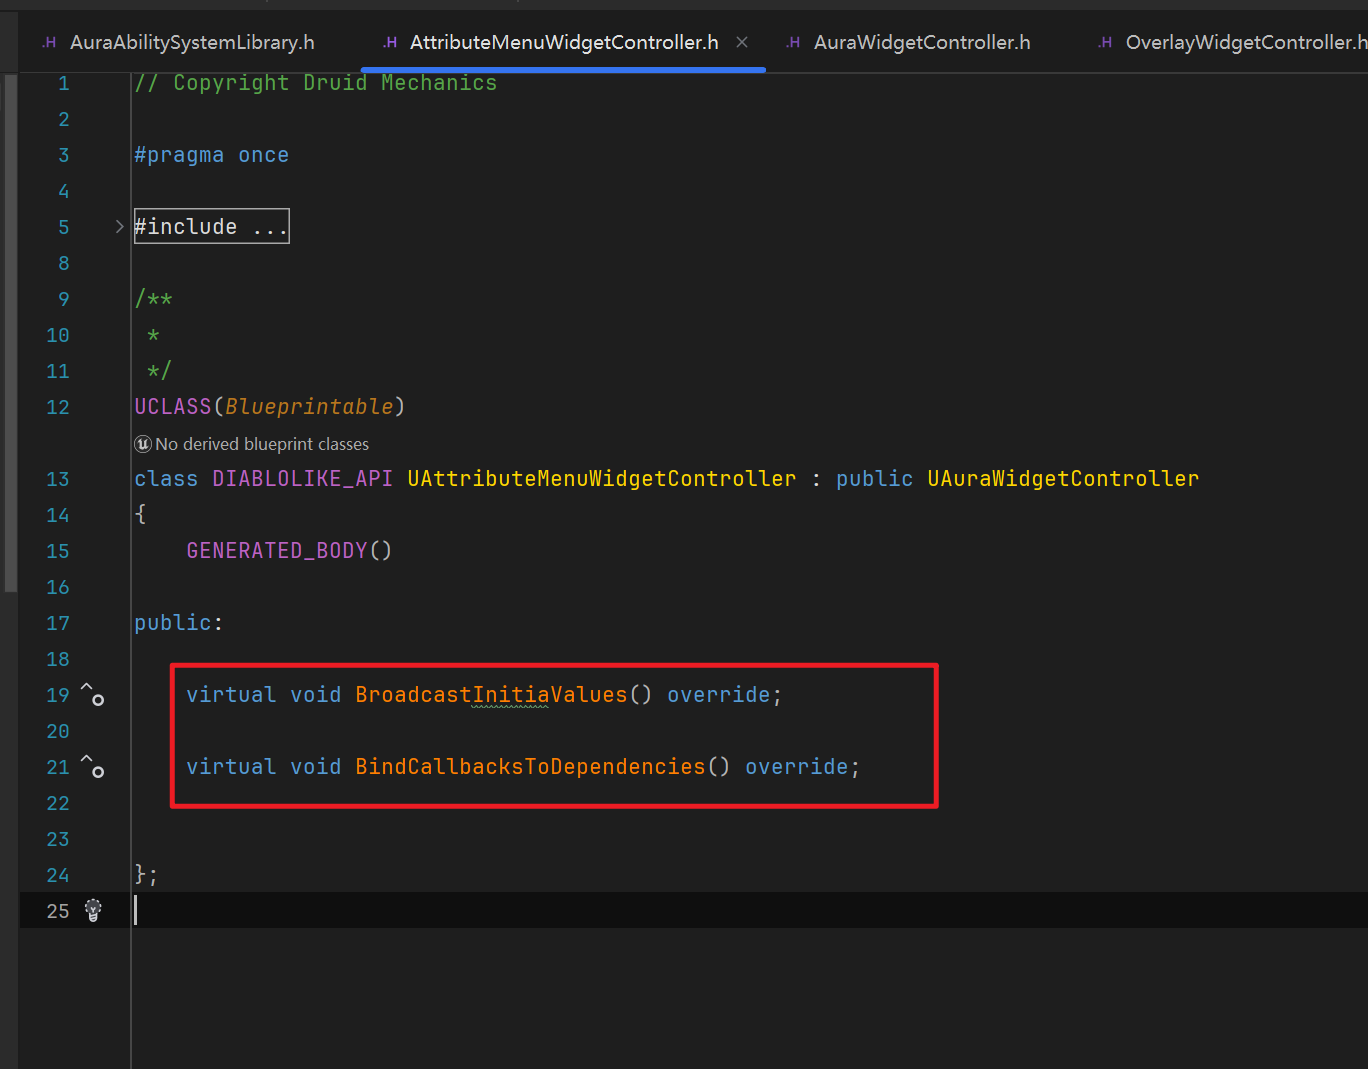 .H AuraAbilitySystemLibrary.h .H AttributeMenuWidgetController.h × .H AuraWidgetController.h .H OverlayWidgetController.h
1 // Copyright Druid Mechanics
2
3 #pragma once
4
5 #include ...
8
9 /**
10 *
11 */
12 UCLASS(Blueprintable)
No derived blueprint classes
13 class DIABLOLIKE_API UAttributeMenuWidgetController : public UAuraWidgetController
14 {
15 GENERATED_BODY()
16
17 public:
18
19 virtual void BroadcastInitiaValues() override;
20
21 virtual void BindCallbacksToDependencies() override;
22
23
24 };
25